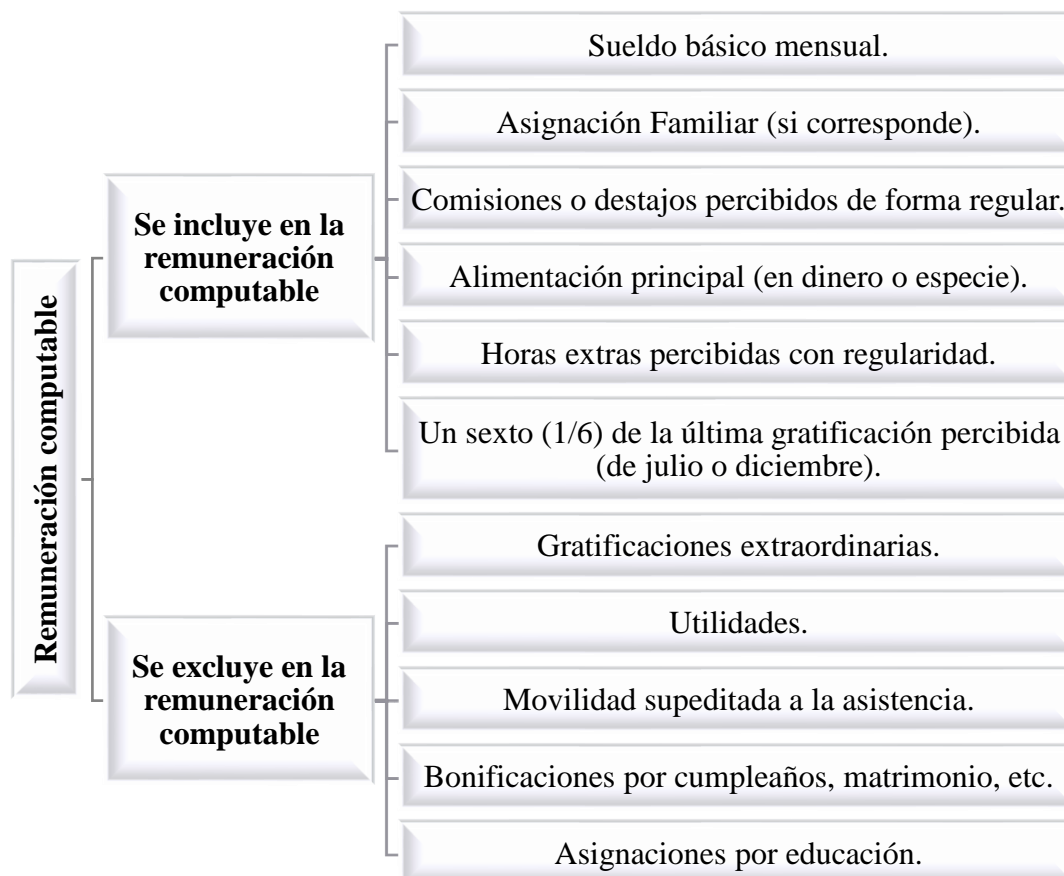 Remuneración computable
Se incluye en la
remuneración
computable
Sueldo básico mensual.
Asignación Familiar (si corresponde).
Comisiones o destajos percibidos de forma regular.
Alimentación principal (en dinero o especie).
Horas extras percibidas con regularidad.
Un sexto (1/6) de la última gratificación percibida
(de julio o diciembre).
Se excluye en la
remuneración
computable
Gratificaciones extraordinarias.
Utilidades.
Movilidad supeditada a la asistencia.
Bonificaciones por cumpleaños, matrimonio, etc.
Asignaciones por educación.